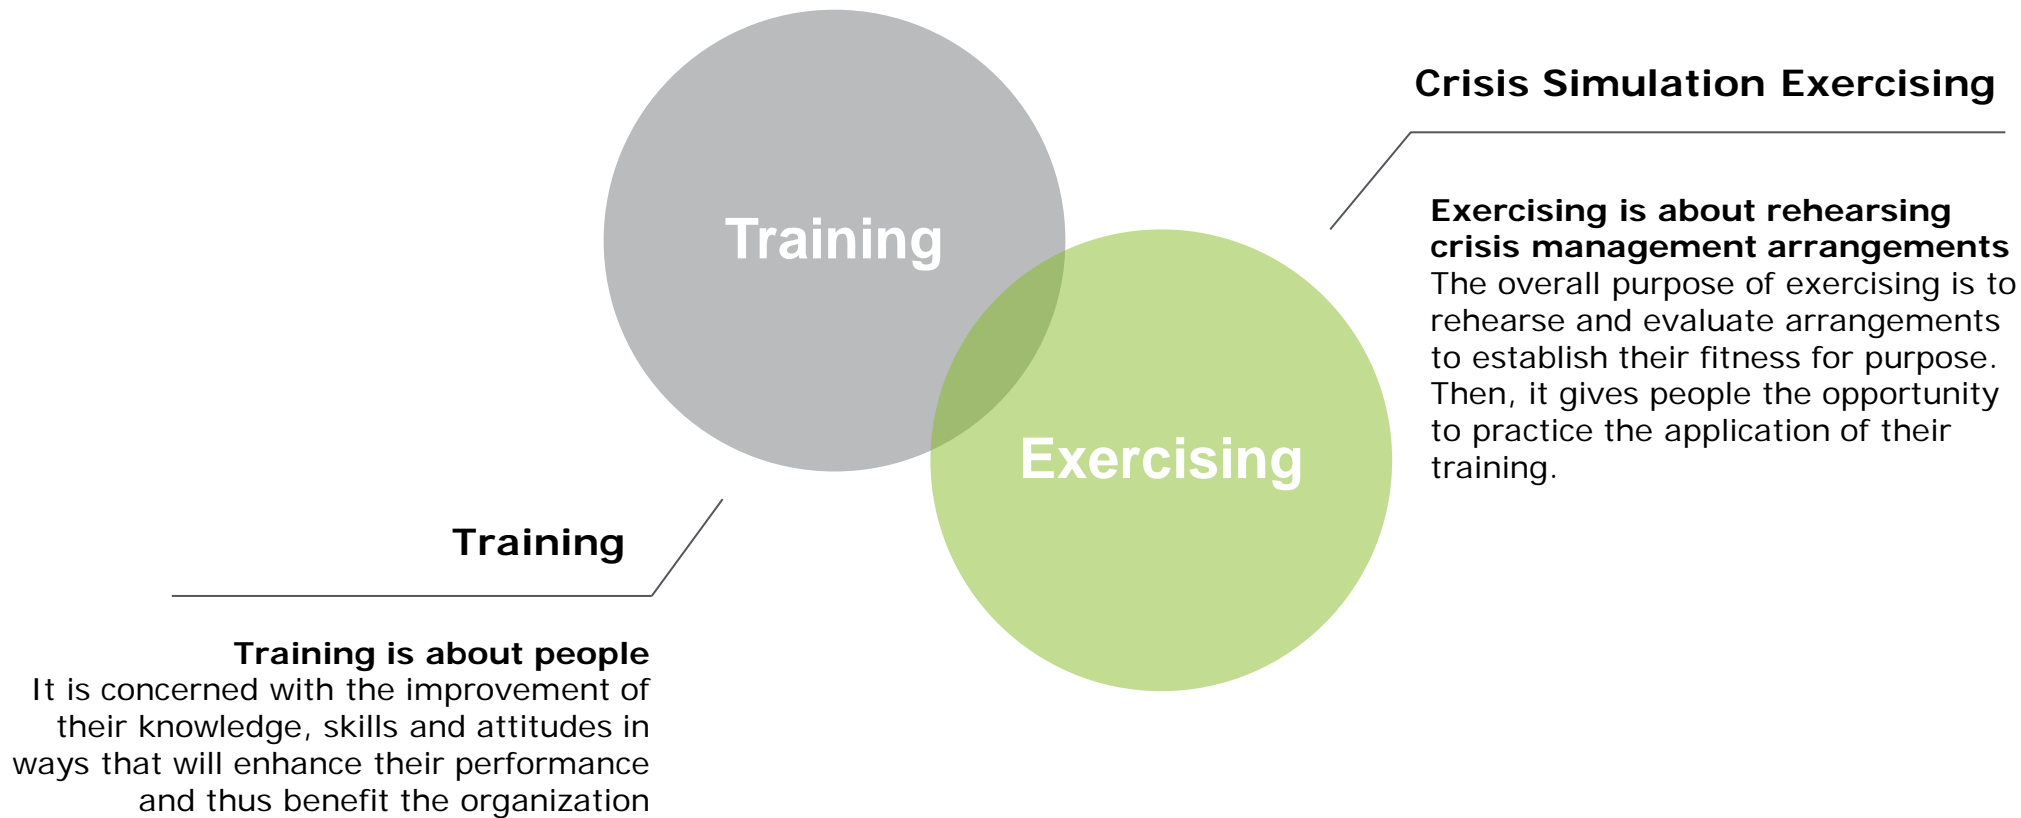 Training
Exercising
Crisis Simulation Exercising
Exercising is about rehearsing
crisis management arrangements
The overall purpose of exercising is to
rehearse and evaluate arrangements
to establish their fitness for purpose.
Then, it gives people the opportunity
to practice the application of their
training.
Training
Training is about people
It is concerned with the improvement of
their knowledge, skills and attitudes in
ways that will enhance their performance
and thus benefit the organization